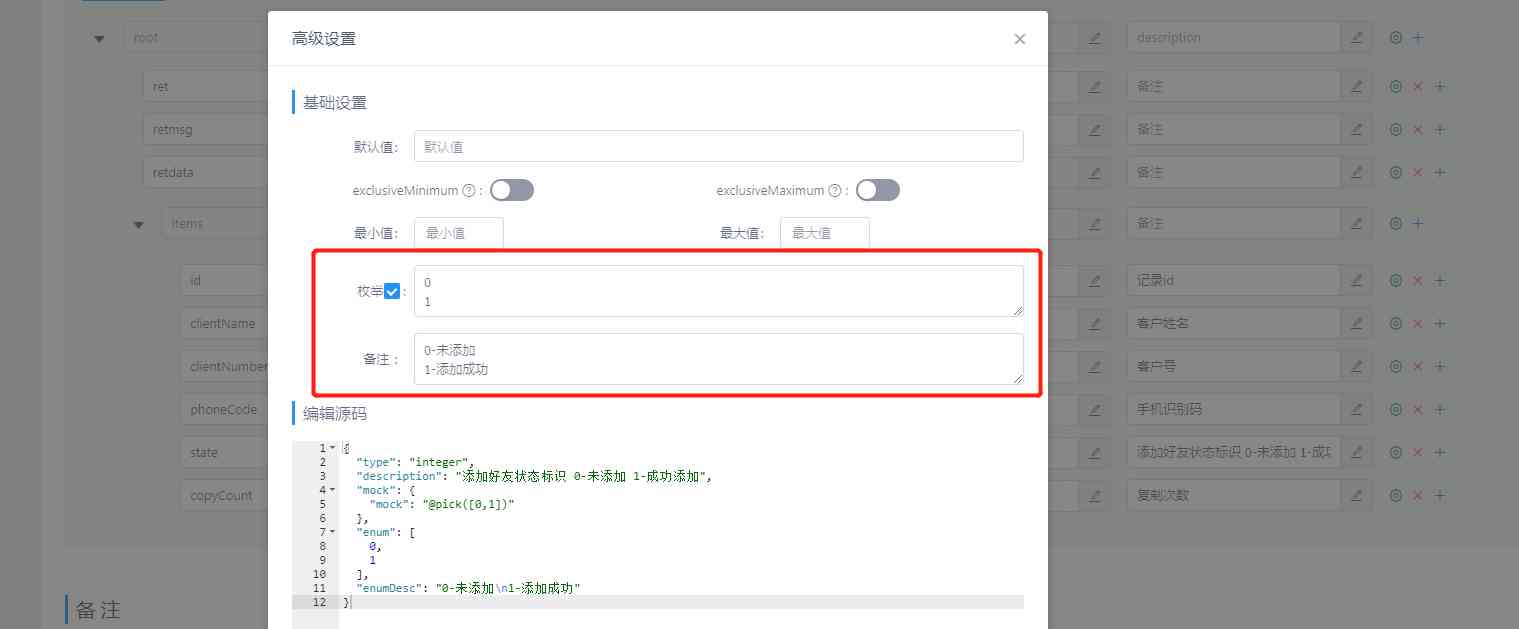 高级设置
root
description
基础设置
ret
备注
默认值:
默认值
retmsg
备注
retdata
备注
exclusiveMinimum
:
exclusiveMaximum
:
items
备注
最小值:
最小值
最大值:
最大值
id
记录id
枚举
:
0
1
clientName
客户姓名
备注 :
0-未添加
1-添加成功
clientNumber
客户号
phoneCode
手机识别码
编辑源码
state
添加好友状态标识 0-未添加 1-成功
copyCount
复制次数
1 {
2 "type": "integer",
3 "description": "添加好友状态标识 0-未添加 1-成功添加",
4 "mock": {
5 "mock": "@pick([0,1])"
6 },
7 "enum": [
8 0,
9 1
10 ],
11 "enumDesc": "0-未添加\n1-添加成功"
12 }
备注